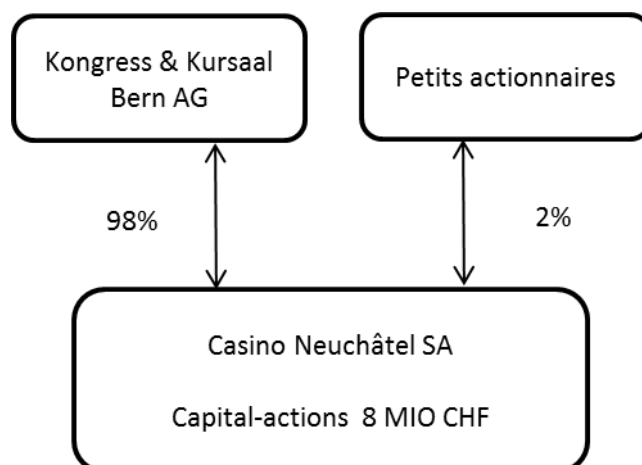 Kongress & Kursaal
Bern AG
Petits actionnaires
98%
2%
Casino Neuchâtel SA
Capital-actions 8 MIO CHF